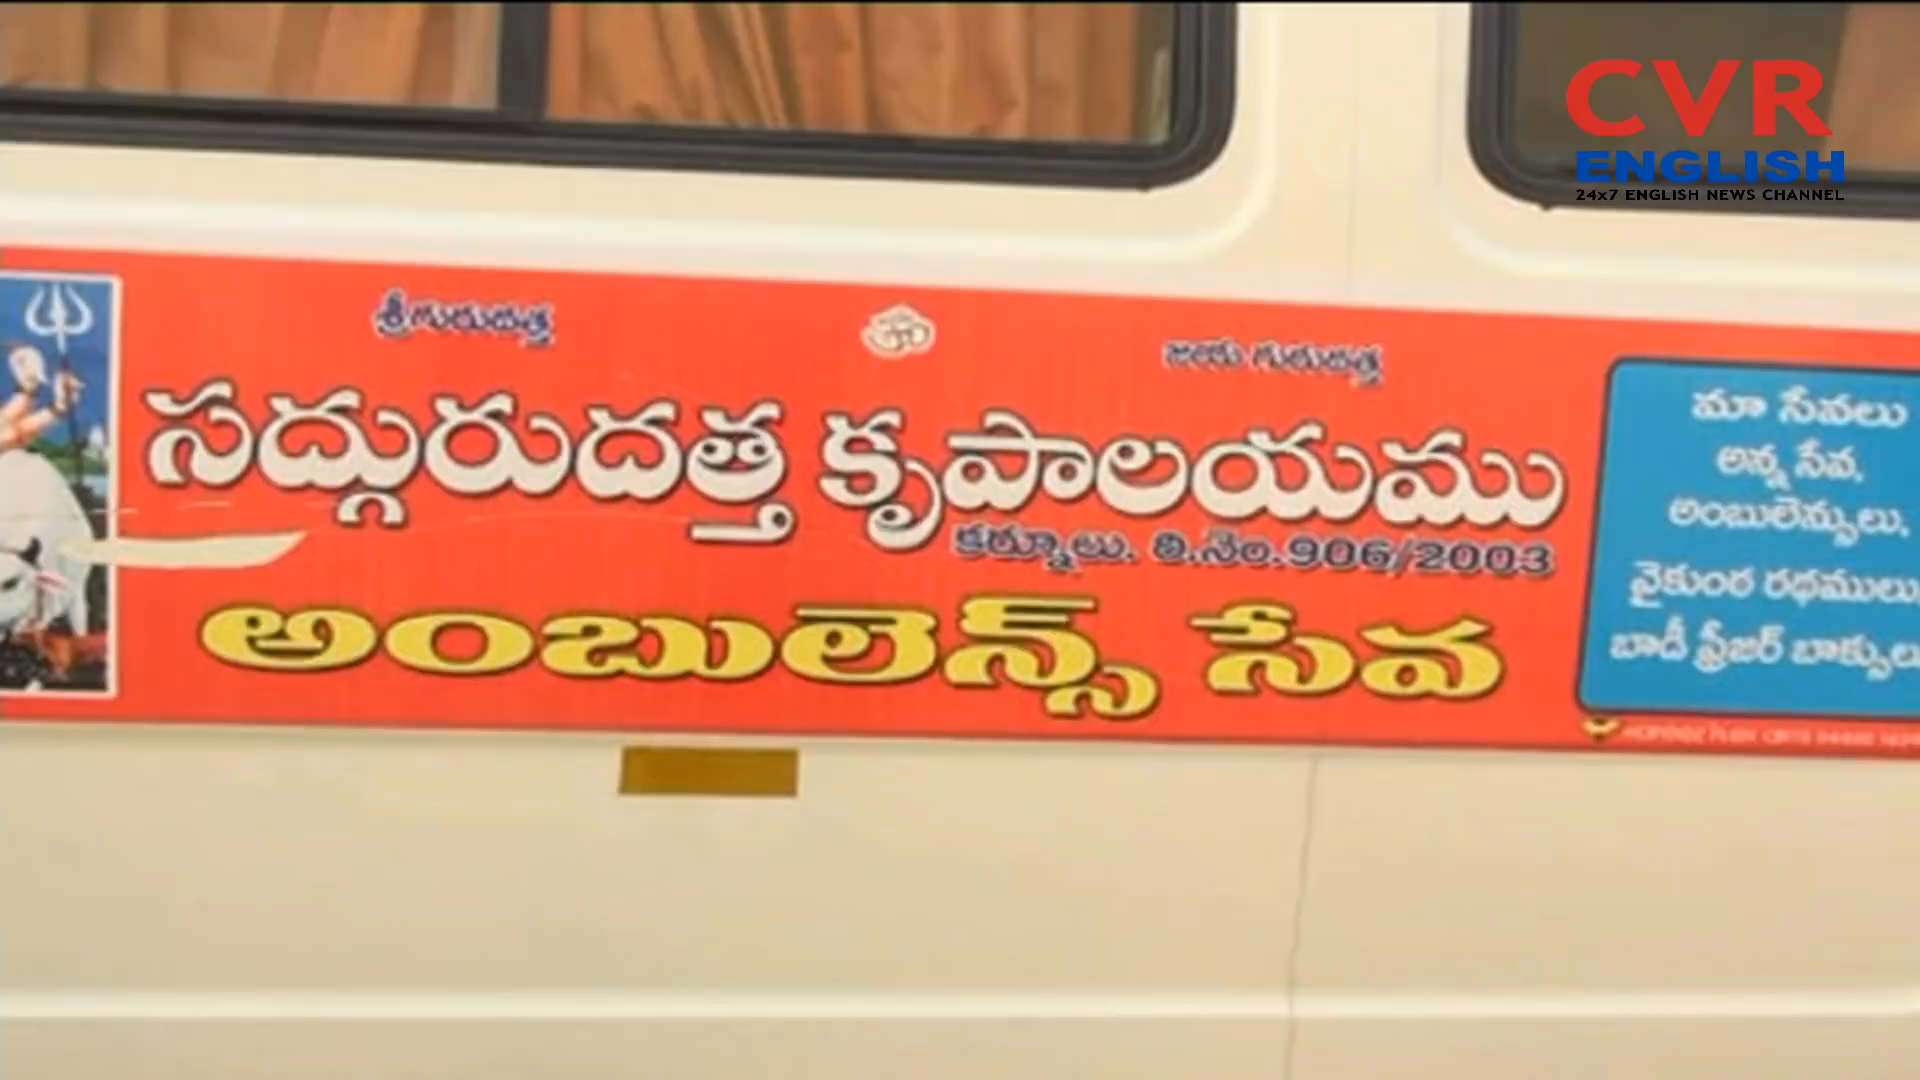 CVR
ENGLISH
24x7 ENGLISH NEWS CHANNEL
శ్రీ గురుదత్త
జయ గురుదత్త
సద్గురుదత్త కృపాలయము
కర్నూలు. రి.నెం.906/2003
అంబులెన్స్ సేవ
మా సేవలు
అన్న సేవ,
అంబులెన్సులు,
వైకుంఠ రథములు,
బాడీ ఫ్రీజర్ బాక్సులు